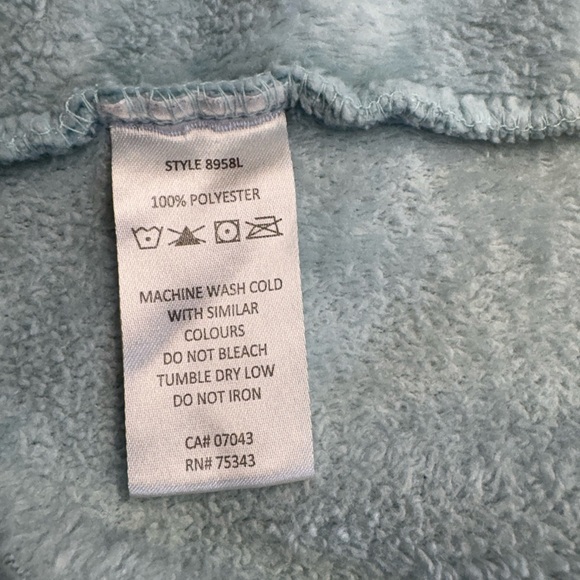 STYLE 8958L
100% POLYESTER
MACHINE WASH COLD
WITH SIMILAR
COLOURS
DO NOT BLEACH
TUMBLE DRY LOW
DO NOT IRON
CA# 07043
RN# 75343